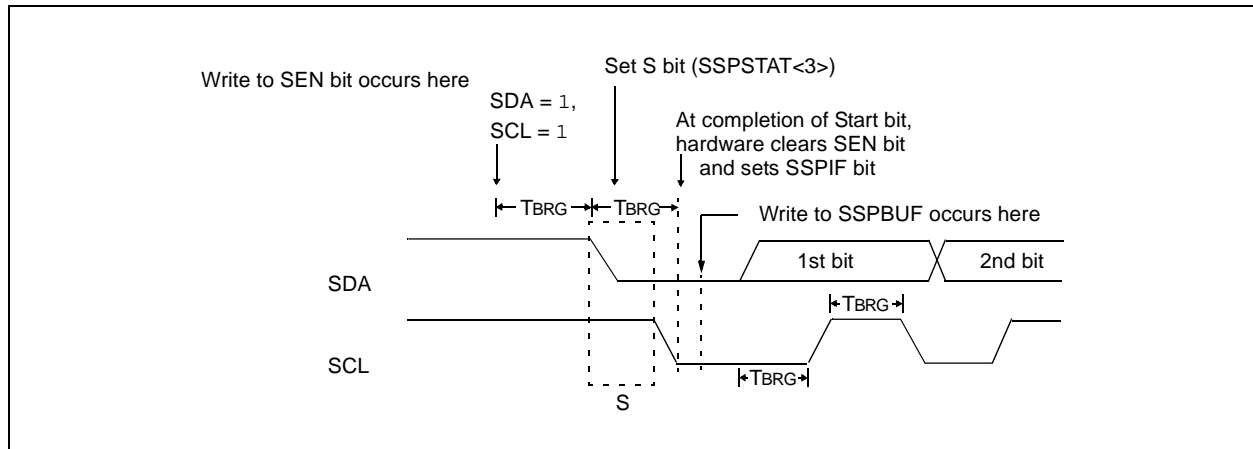 Set S bit (SSPSTAT<3>)
Write to SEN bit occurs here
SDA = 1,
SCL = 1
At completion of Start bit,
hardware clears SEN bit
and sets SSPIF bit
TBRG
TBRG
Write to SSPBUF occurs here
1st bit
2nd bit
SDA
TBRG
SCL
TBRG
S